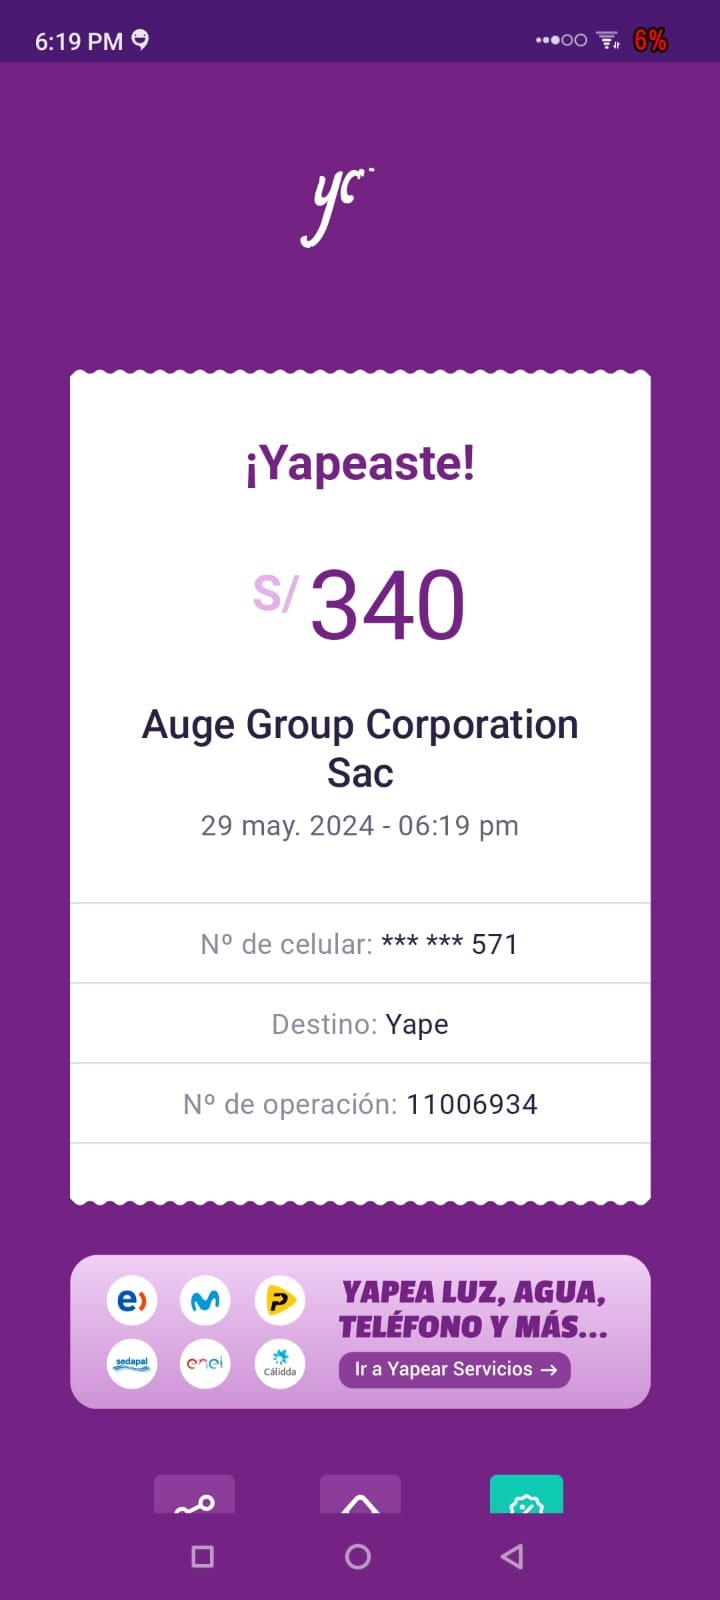 6:19 PM 6%
yc
¡Yapeaste!
S/ 340
Auge Group Corporation
Sac
29 may. 2024 - 06:19 pm
Nº de celular: *** *** 571
Destino: Yape
Nº de operación: 11006934
e) M P YAPEA LUZ, AGUA,
TELÉFONO Y MÁS...
sedapal enel Cálidda Ir a Yapear Servicios →